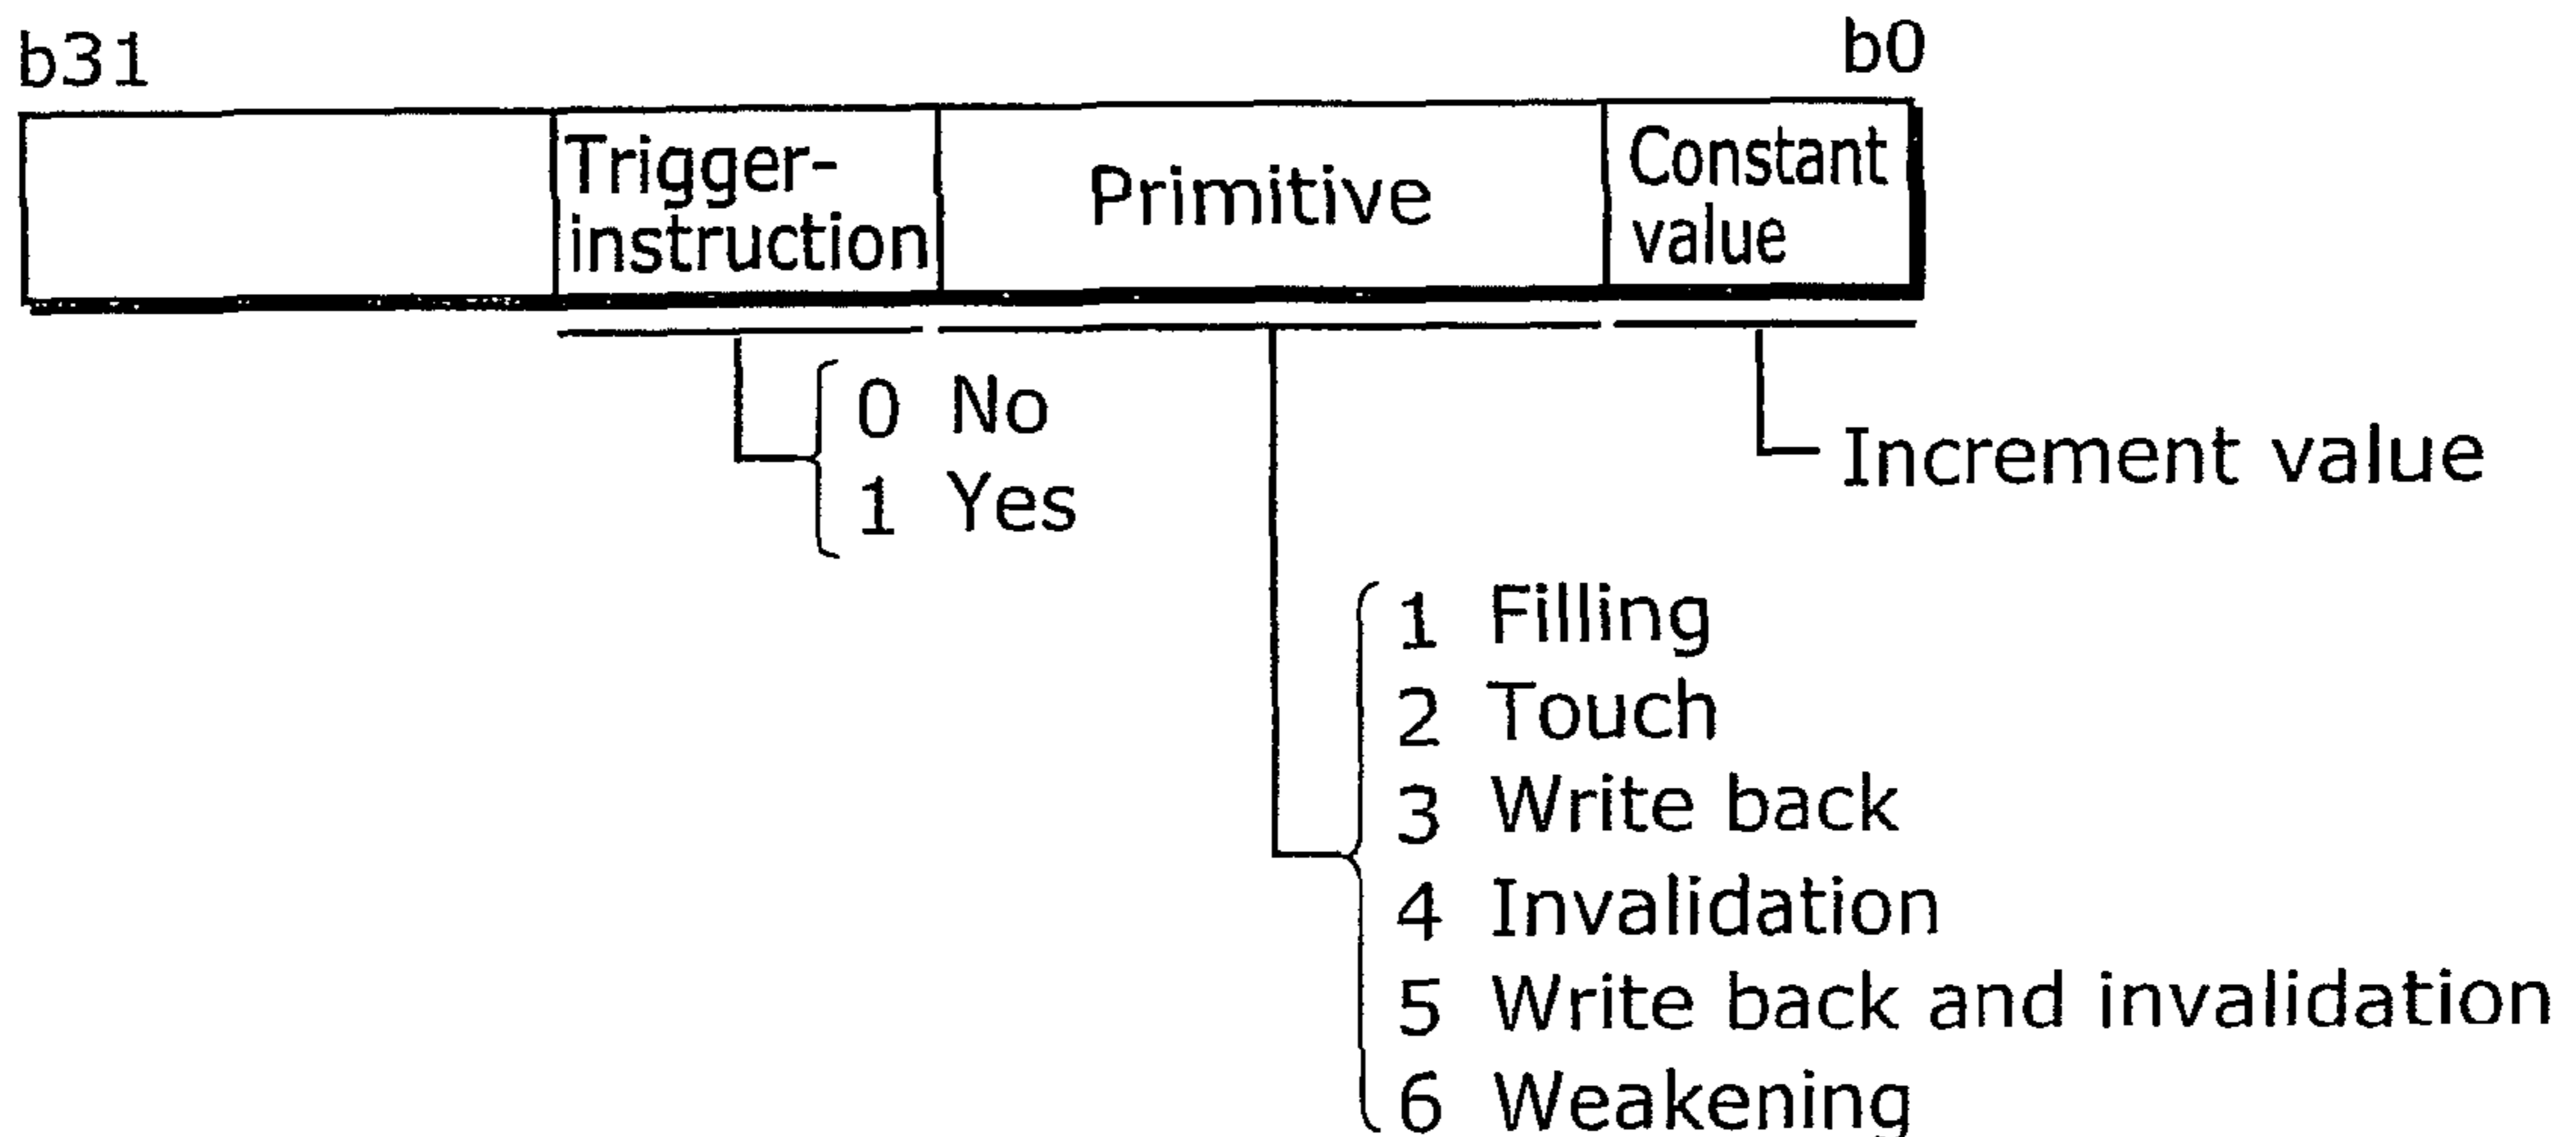 b31
b0
Trigger-
instruction
Primitive
Constant
value
0 No
1 Yes
Increment value
1 Filling
2 Touch
3 Write back
4 Invalidation
5 Write back and invalidation
6 Weakening